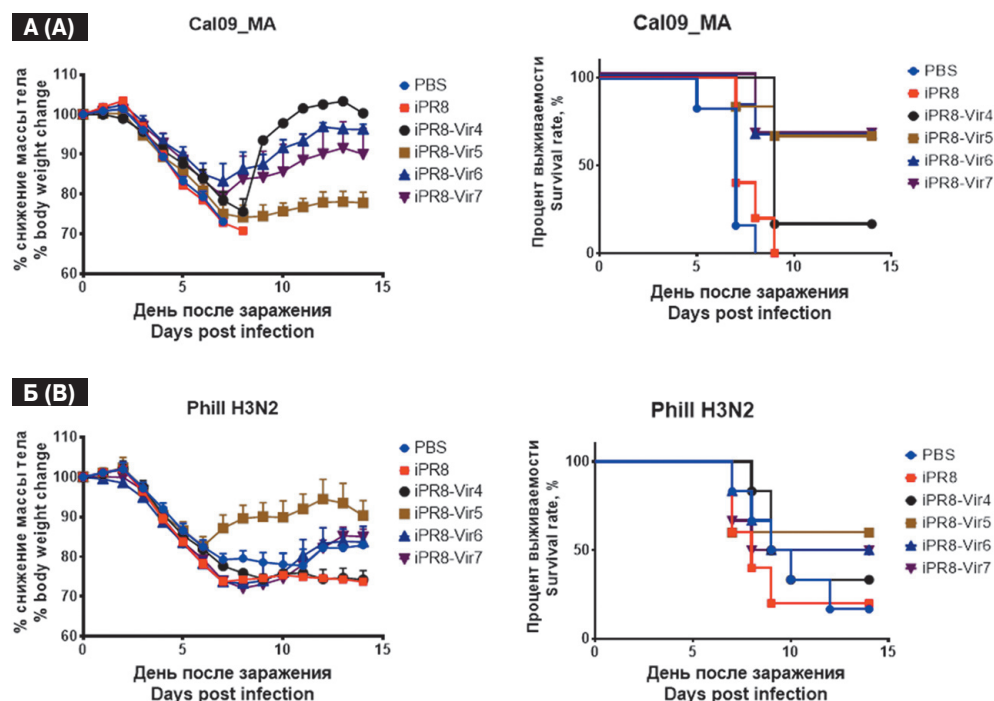 А (A)
Cal09_MA
% снижение массы тела
% body weight change
110
100
90
80
70
60
0
5
10
15
День после заражения
Days post infection
PBS
iPR8
iPR8-Vir4
iPR8-Vir5
iPR8-Vir6
iPR8-Vir7
Cal09_MA
Процент выживаемости
Survival rate, %
100
50
0
0
5
10
15
День после заражения
Days post infection
PBS
iPR8
iPR8-Vir4
iPR8-Vir5
iPR8-Vir6
iPR8-Vir7
Б (B)
Phill H3N2
% снижение массы тела
% body weight change
110
100
90
80
70
60
0
5
10
15
День после заражения
Days post infection
PBS
iPR8
iPR8-Vir4
iPR8-Vir5
iPR8-Vir6
iPR8-Vir7
Phill H3N2
Процент выживаемости
Survival rate, %
100
50
0
0
5
10
15
День после заражения
Days post infection
PBS
iPR8
iPR8-Vir4
iPR8-Vir5
iPR8-Vir6
iPR8-Vir7